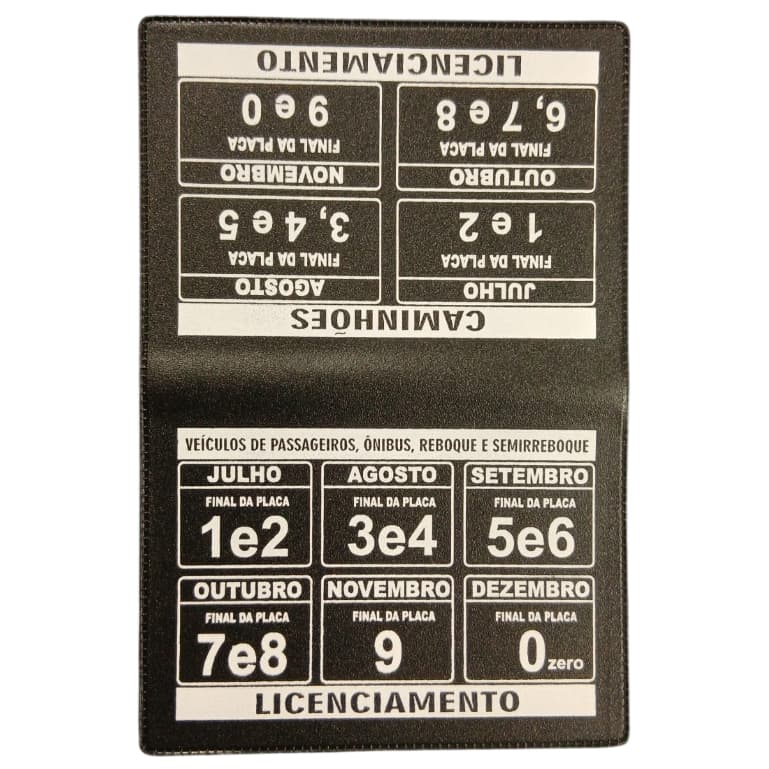 CAMINHÕES
JULHO
FINAL DA PLACA
1 e 2
AGOSTO
FINAL DA PLACA
3, 4 e 5
OUTUBRO
FINAL DA PLACA
6, 7 e 8
NOVEMBRO
FINAL DA PLACA
9 e 0
LICENCIAMENTO
VEÍCULOS DE PASSAGEIROS, ÔNIBUS, REBOQUE E SEMIRREBOQUE
JULHO
FINAL DA PLACA
1e2
AGOSTO
FINAL DA PLACA
3e4
SETEMBRO
FINAL DA PLACA
5e6
OUTUBRO
FINAL DA PLACA
7e8
NOVEMBRO
FINAL DA PLACA
9
DEZEMBRO
FINAL DA PLACA
0 zero
LICENCIAMENTO